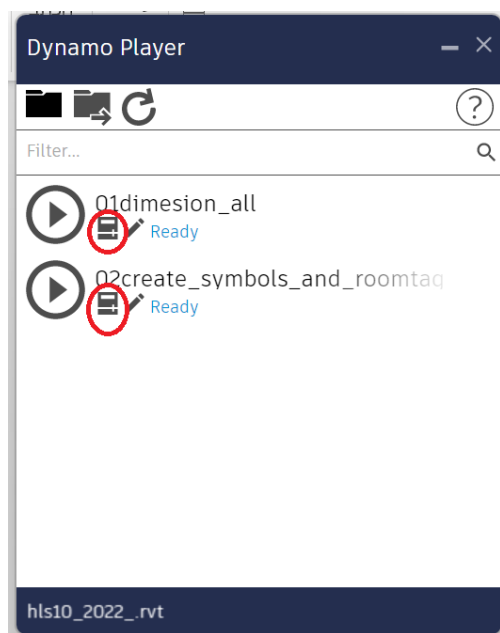 Dynamo Player
?
Filter...
01dimesion_all
Ready
02create_symbols_and_roomtag
Ready
hls10_2022_.rvt